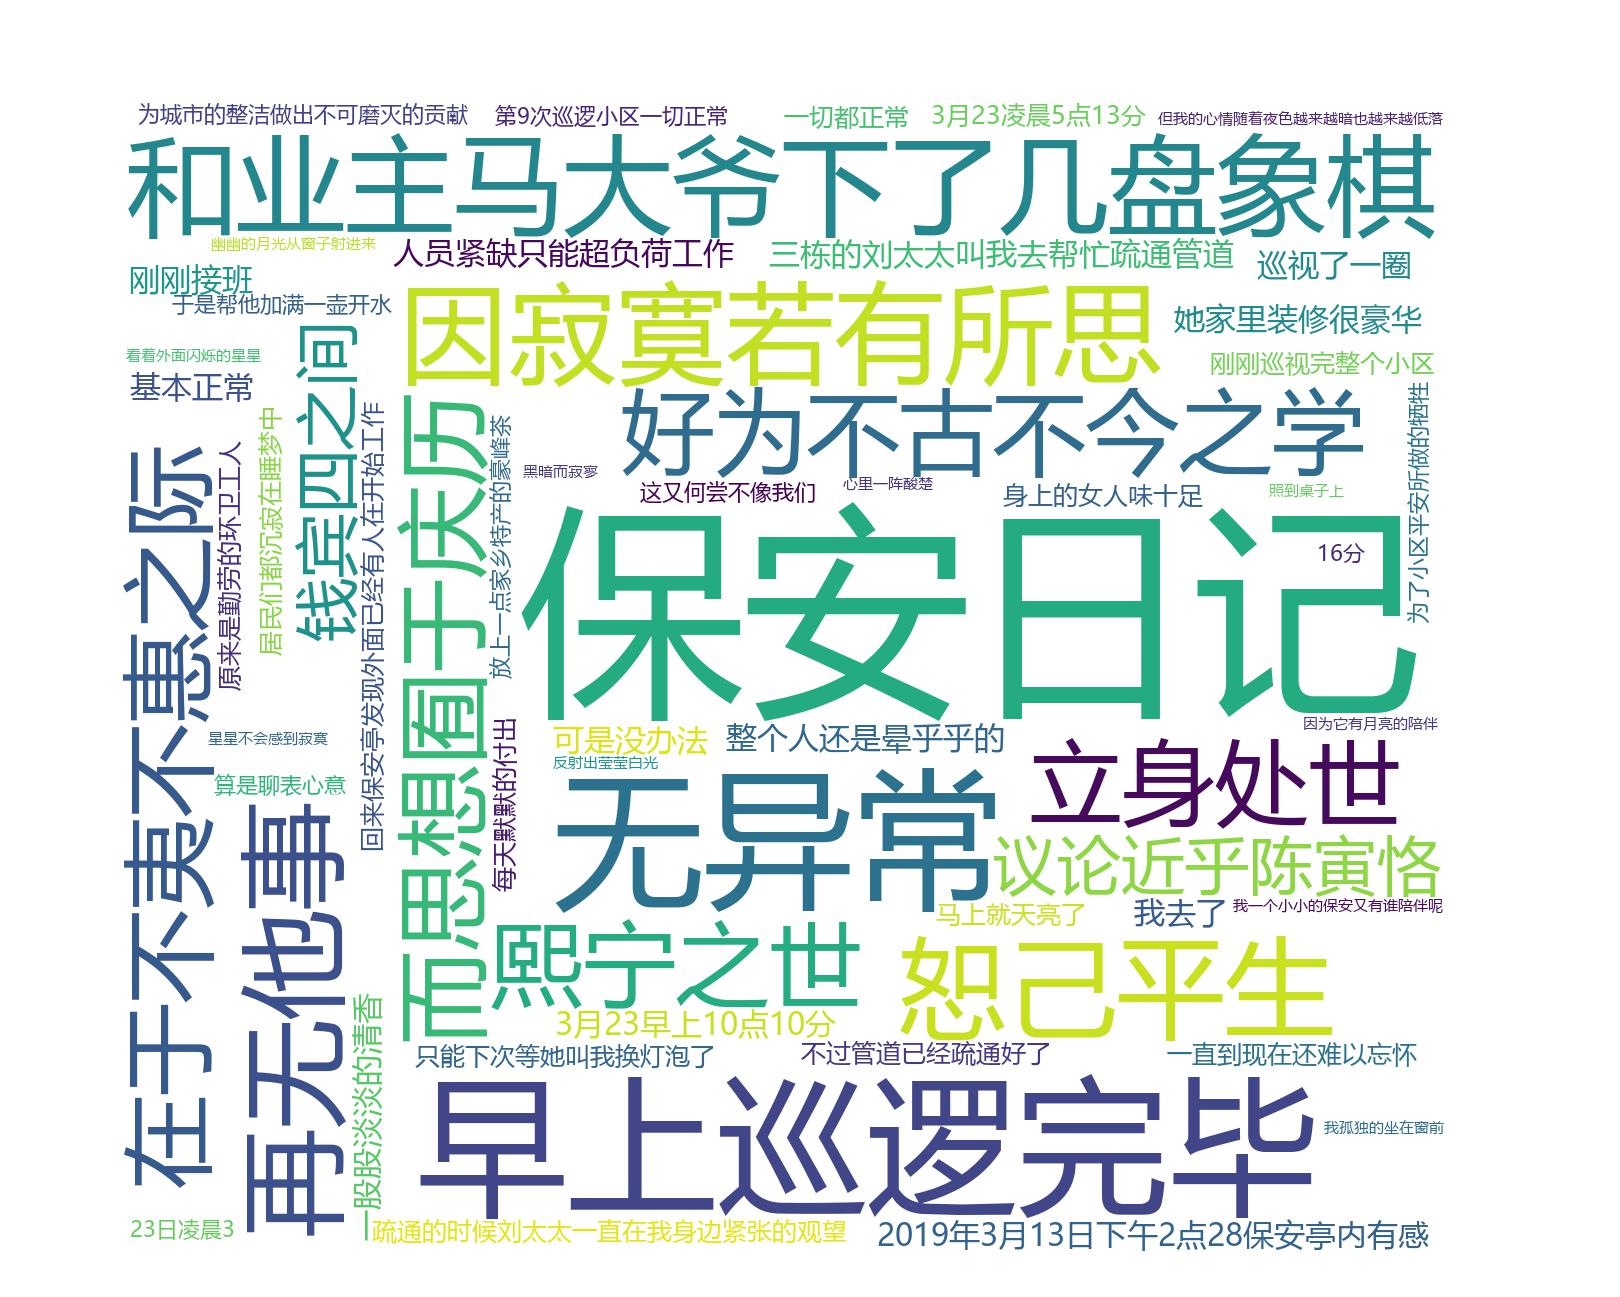 为城市的整洁做出不可磨灭的贡献
第9次巡逻小区一切正常
一切都正常
3月23凌晨5点13分
但我的心情随着夜色越来越暗也越来越低落
和业主马大爷下了几盘象棋
幽幽的月光从窗子射进来
人员紧缺只能超负荷工作
三栋的刘太太叫我去帮忙疏通管道
巡视了一圈
刚刚接班
于是帮他加满一壶开水
因寂寞若有所思
她家里装修很豪华
看着外面闪烁的星星
刚刚巡视完整个小区
基本正常
钱宾四之间
好为不古不今之学
为了小区平安所做的牺牲
居民们都沉寂在睡梦中
原来是勤劳的环卫工人
回来保安亭发现外面已经有人在开始工作
放上一点家乡特产的豪峰茶
黑暗而寂寥
这又何尝不像我们
心里一阵酸楚
身上的女人味十足
照到桌子上
保安日记
16分
在于不夷不惠之际
而思想囿于庆历
星星不会感到寂寞
因为它有月亮的陪伴
可是没办法
整个人还是晕乎乎的
反射出莹莹白光
每天默默的付出
立身处世
算是聊表心意
无异常
再无他事
议论近乎陈寅恪
马上就天亮了
我去了
我一个小小的保安又有谁陪伴呢
熙宁之世
恕己平生
一股股淡淡的清香
3月23早上10点10分
只能下次等她叫我换灯泡了
不过管道已经疏通好了
一直到现在还难以忘怀
早上巡逻完毕
我孤独的坐在窗前
23日凌晨3
疏通的时候刘太太一直在我身边紧张的观望
2019年3月13日下午2点28保安亭内有感